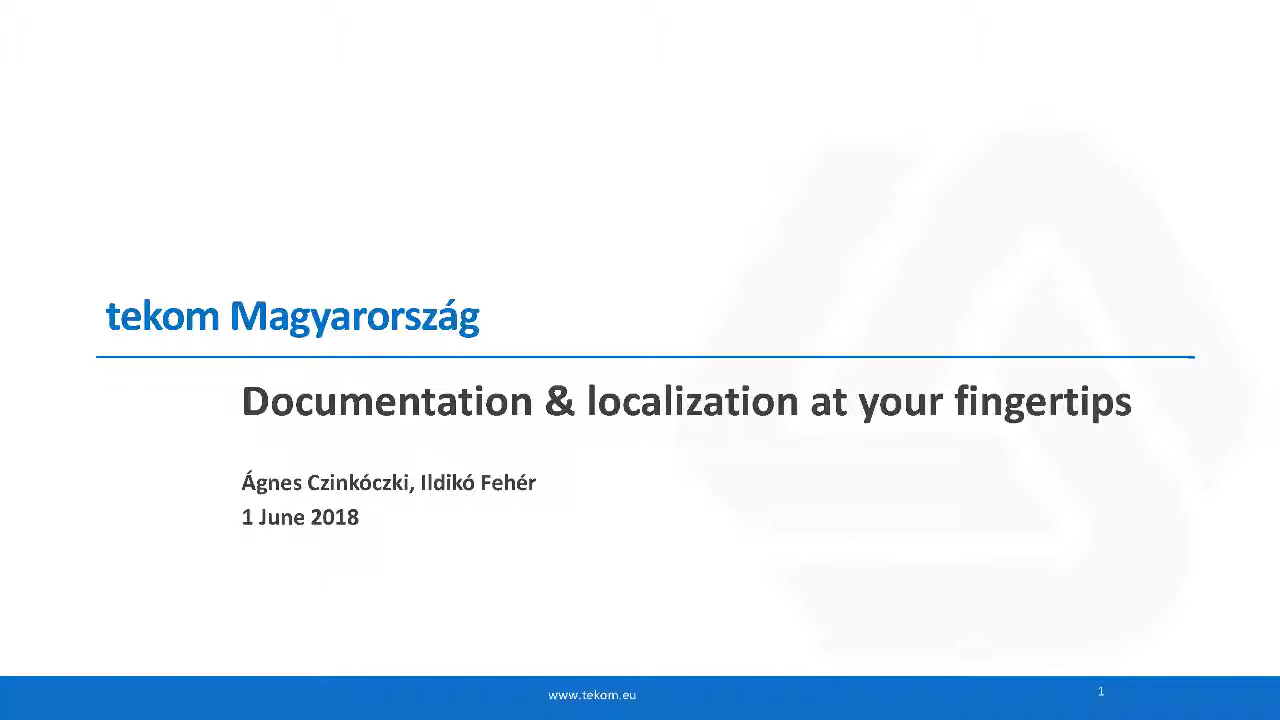 tekom Magyarország
Documentation & localization at your fingertips
Ágnes Czinkóczki, Ildikó Fehér
1 June 2018
www.tekom.eu
1